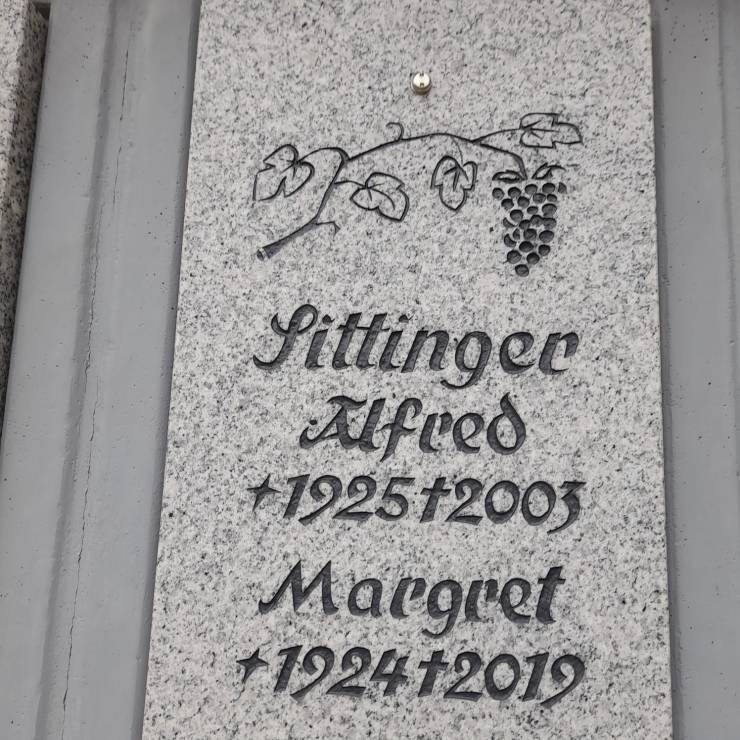 Sittinger
Alfred
*1925†2003
Margret
*1924†2019